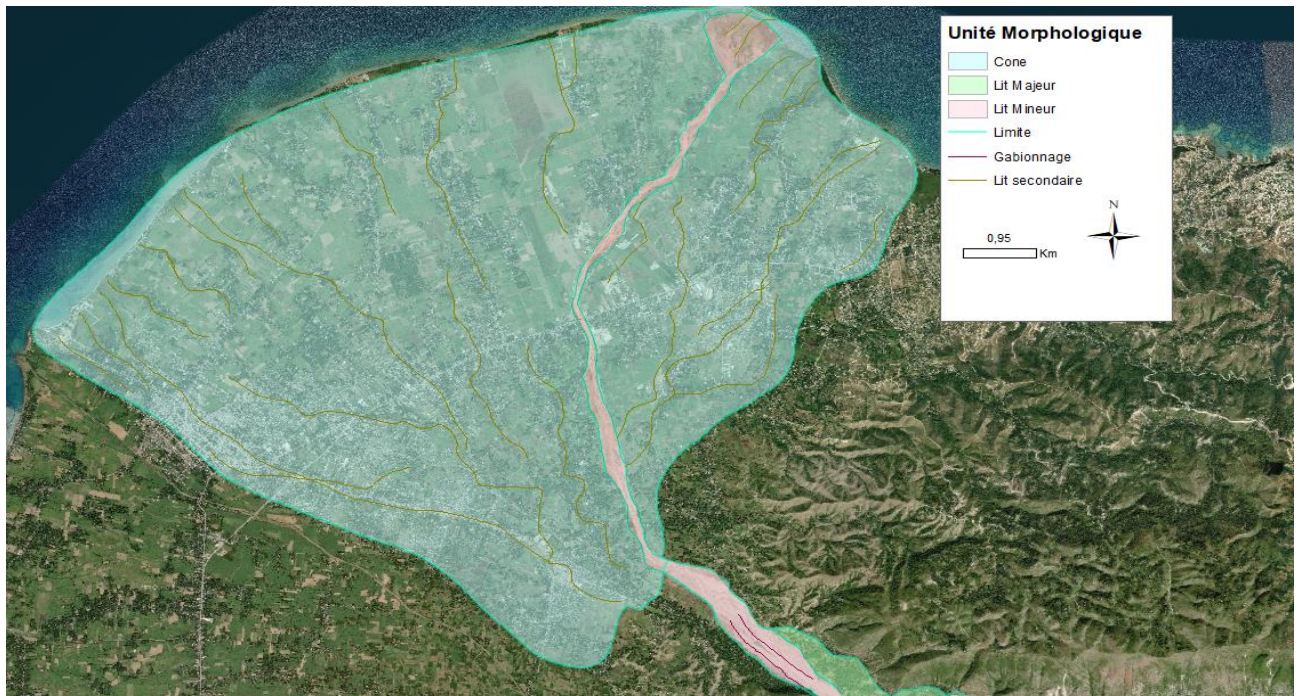 Unité Morphologique
Cone
Lit Majeur
Lit Mineur
Limite
Gabionnage
Lit secondaire
N
0,95
Km